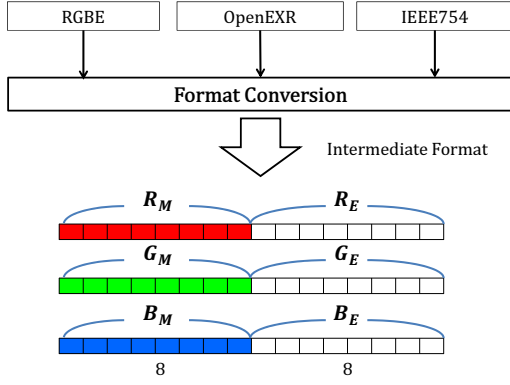 RGBE OpenEXR IEEE754
Format Conversion
Intermediate Format
R_M R_E
G_M G_E
B_M B_E
8 8